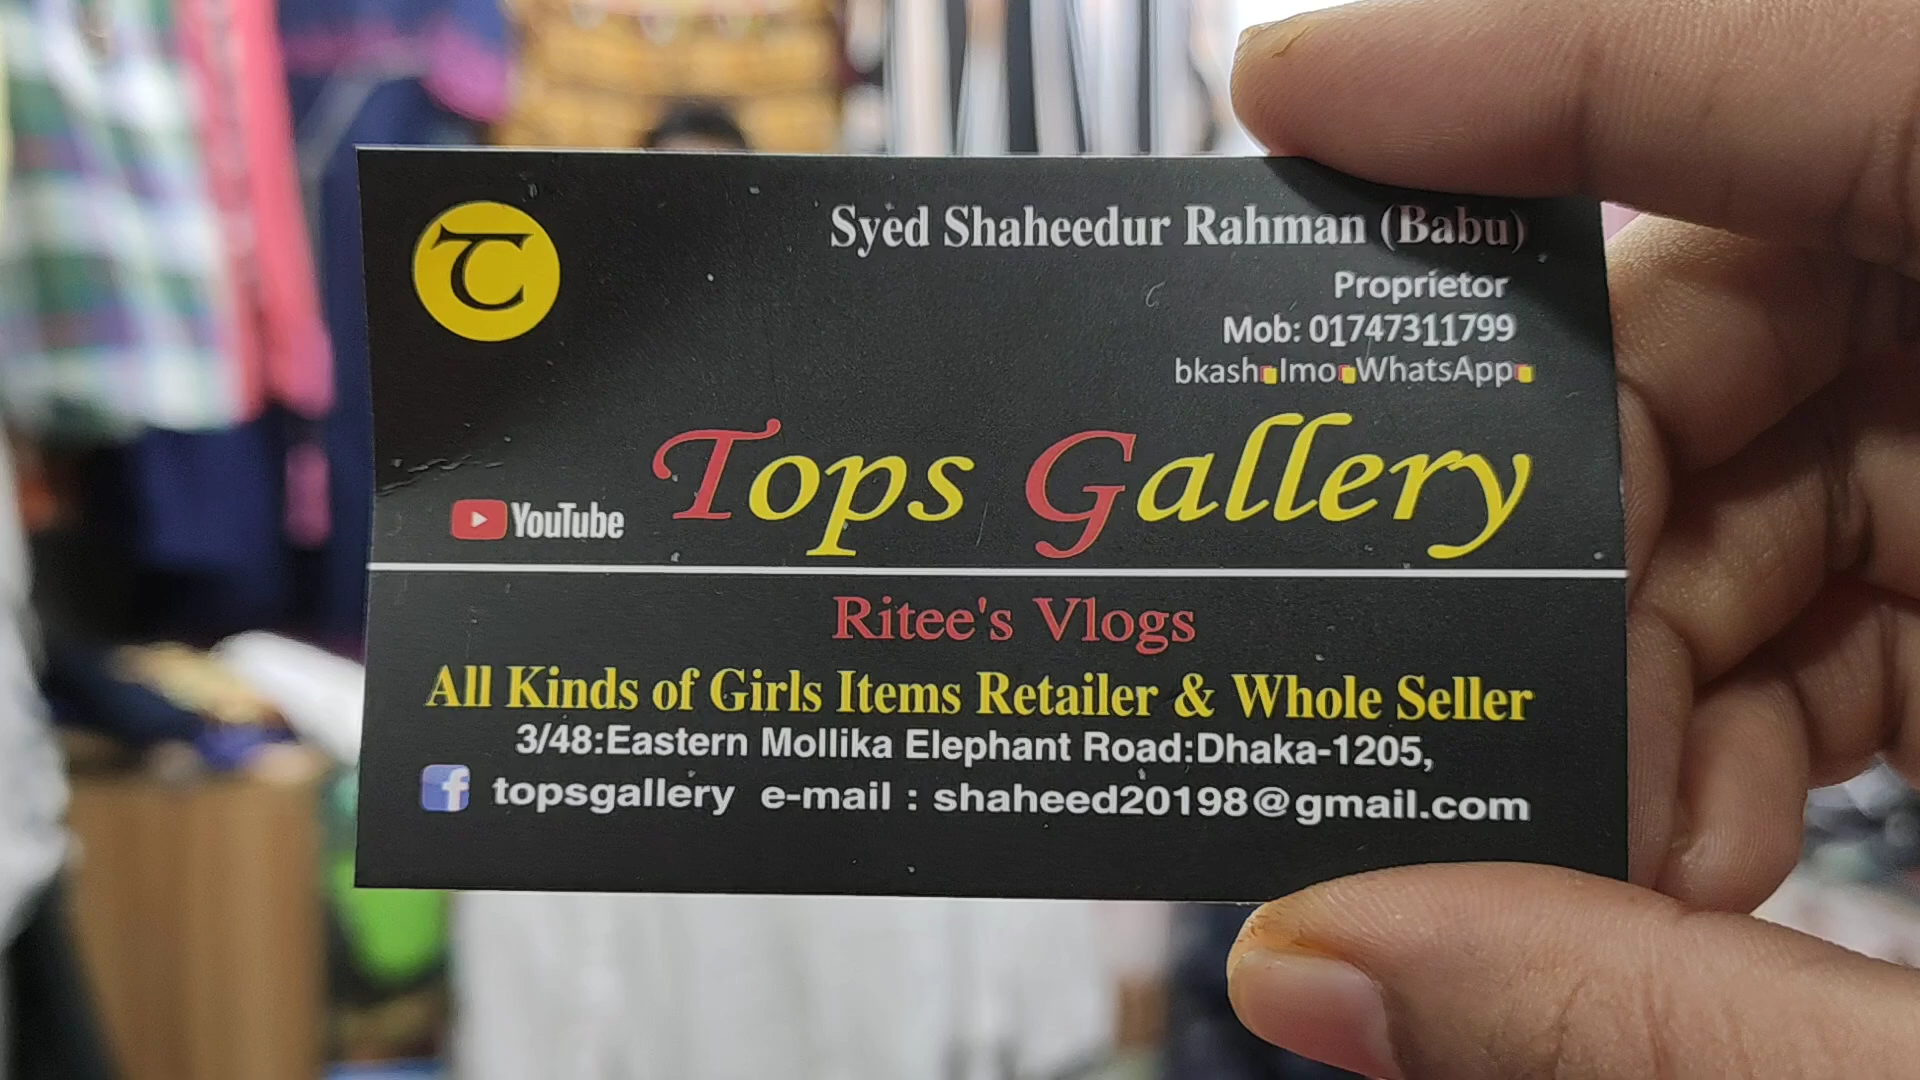 T
Syed Shaheedur Rahman (Babu)
Proprietor
Mob: 01747311799
bkash Imo WhatsApp
Tops Gallery
YouTube
Ritee's Vlogs
All Kinds of Girls Items Retailer & Whole Seller
3/48:Eastern Mollika Elephant Road:Dhaka-1205,
f topsgallery e-mail : shaheed20198@gmail.com